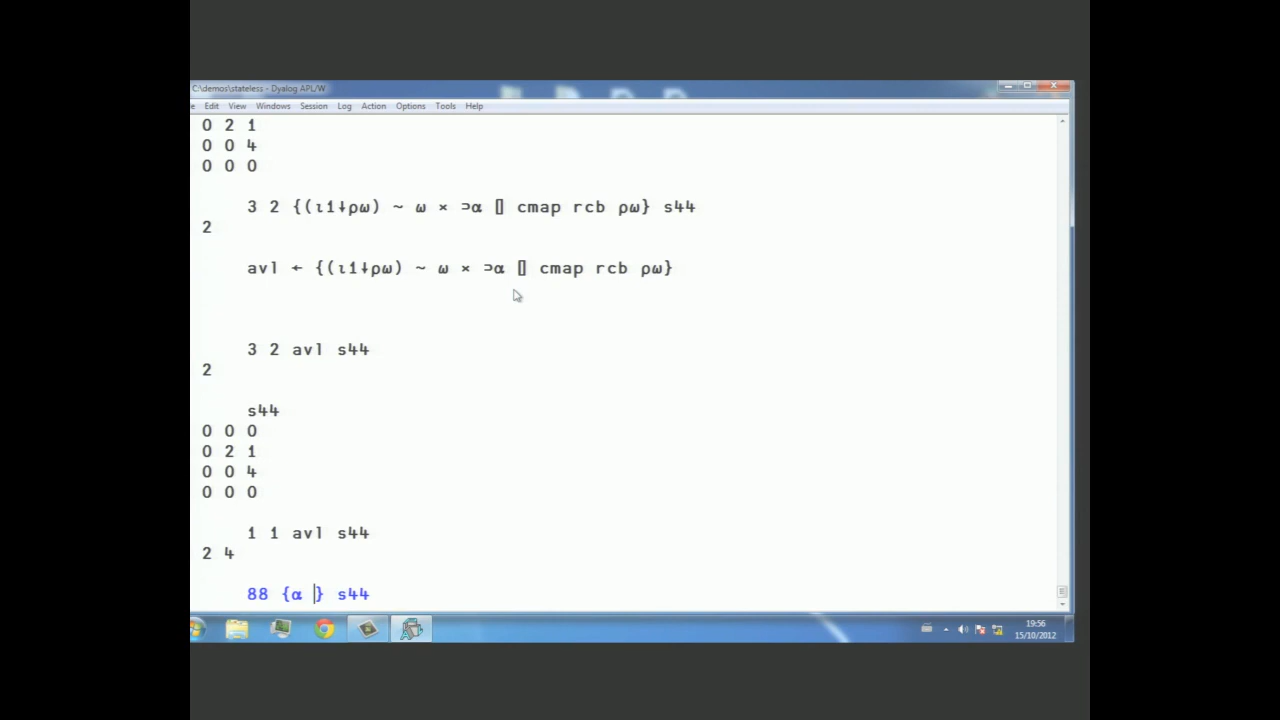 C:\demos\stateless - Dyalog APL/W
Edit View Windows Session Log Action Options Tools Help
0 2 1
0 0 4
0 0 0
3 2 {(⍳1↓⍴⍵) ~ ⍵ × ⊃⍺ ⌷ cmap rcb ⍴⍵} s44
2
avl ← {(⍳1↓⍴⍵) ~ ⍵ × ⊃⍺ ⌷ cmap rcb ⍴⍵}
3 2 avl s44
2
s44
0 0 0
0 2 1
0 0 4
0 0 0
1 1 avl s44
2 4
88 {⍺ } s44
19:56
15/10/2012